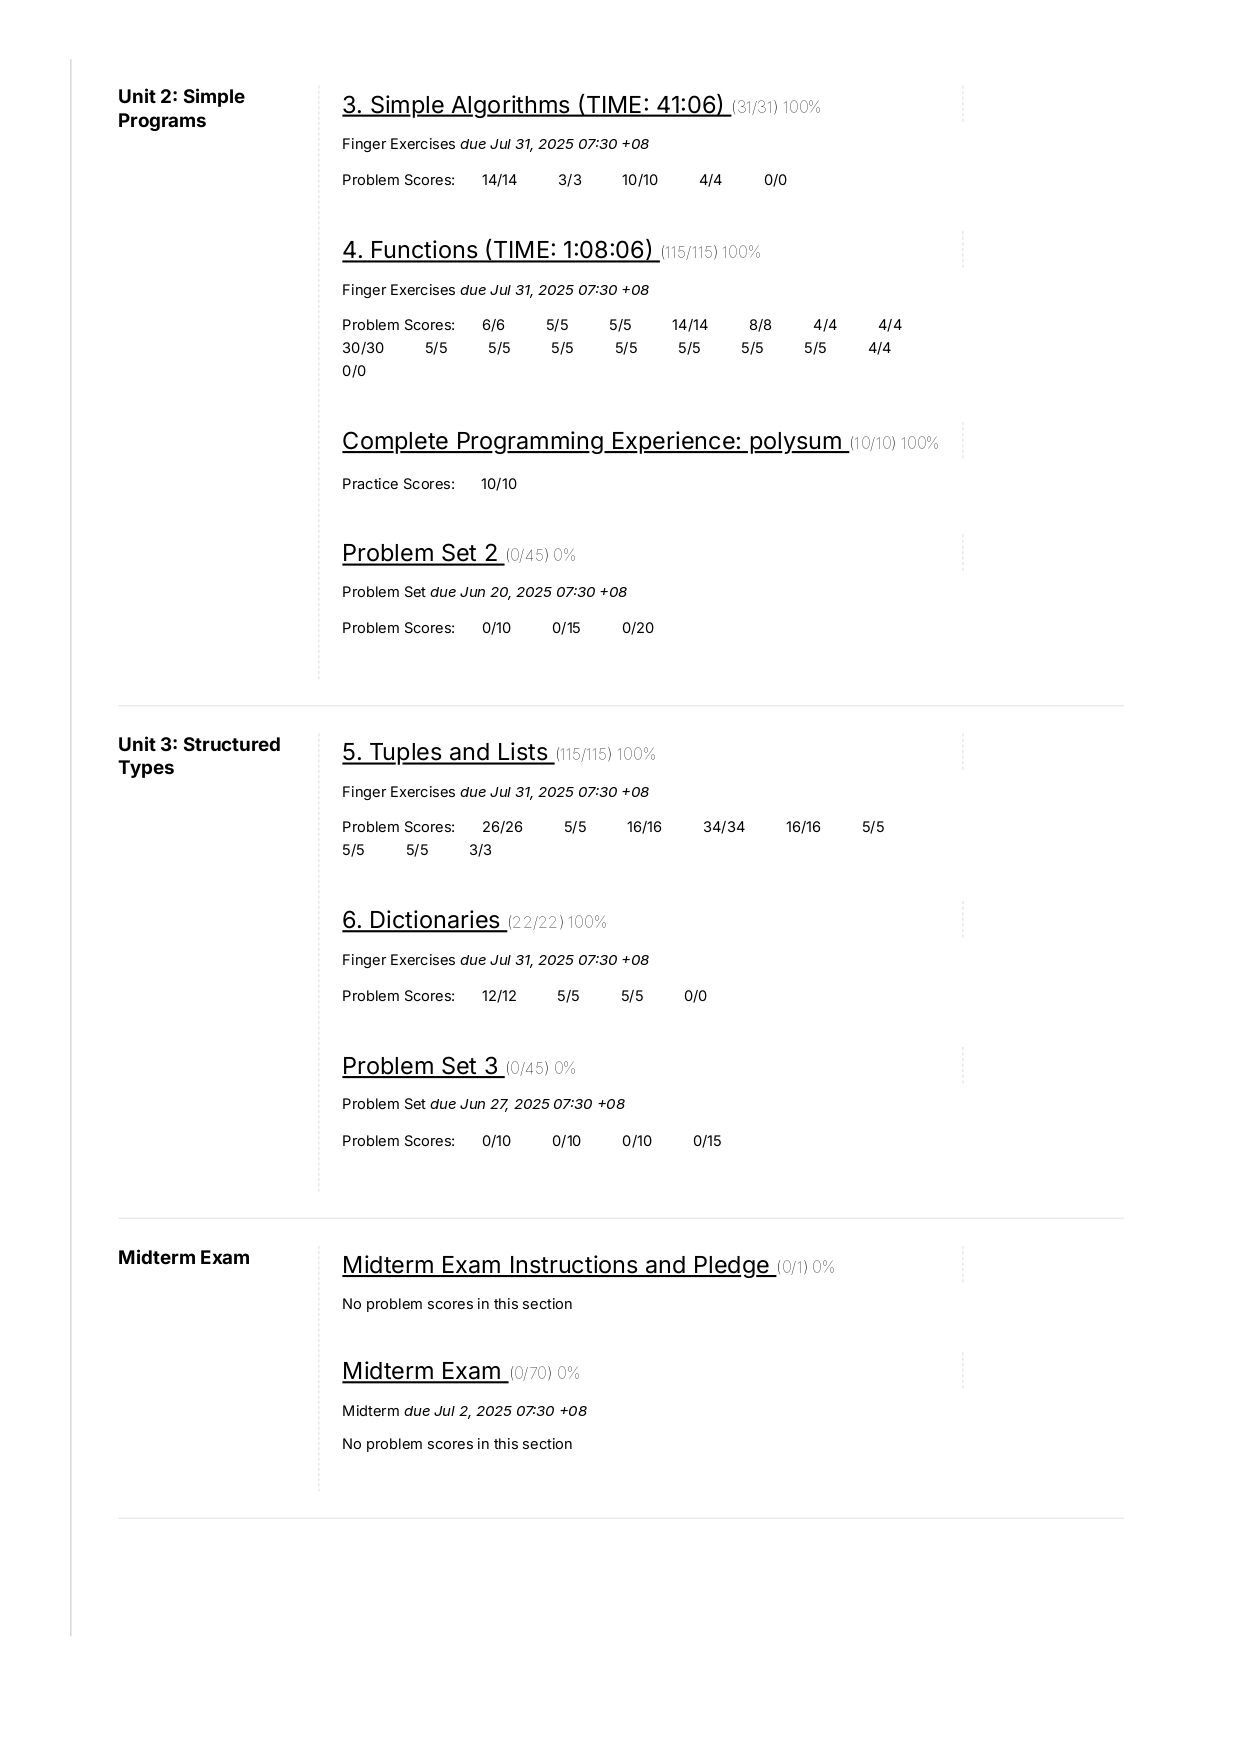 Unit 2: Simple
Programs
3. Simple Algorithms (TIME: 41:06) (31/31) 100%
Finger Exercises due Jul 31, 2025 07:30 +08
Problem Scores: 14/14 3/3 10/10 4/4 0/0
4. Functions (TIME: 1:08:06) (115/115) 100%
Finger Exercises due Jul 31, 2025 07:30 +08
Problem Scores: 6/6 5/5 5/5 14/14 8/8 4/4 4/4
30/30 5/5 5/5 5/5 5/5 5/5 5/5 5/5 4/4
0/0
Complete Programming Experience: polysum (10/10) 100%
Practice Scores: 10/10
Problem Set 2 (0/45) 0%
Problem Set due Jun 20, 2025 07:30 +08
Problem Scores: 0/10 0/15 0/20
Unit 3: Structured
Types
5. Tuples and Lists (115/115) 100%
Finger Exercises due Jul 31, 2025 07:30 +08
Problem Scores: 26/26 5/5 16/16 34/34 16/16 5/5
5/5 5/5 3/3
6. Dictionaries (22/22) 100%
Finger Exercises due Jul 31, 2025 07:30 +08
Problem Scores: 12/12 5/5 5/5 0/0
Problem Set 3 (0/45) 0%
Problem Set due Jun 27, 2025 07:30 +08
Problem Scores: 0/10 0/10 0/10 0/15
Midterm Exam
Midterm Exam Instructions and Pledge (0/1) 0%
No problem scores in this section
Midterm Exam (0/70) 0%
Midterm due Jul 2, 2025 07:30 +08
No problem scores in this section